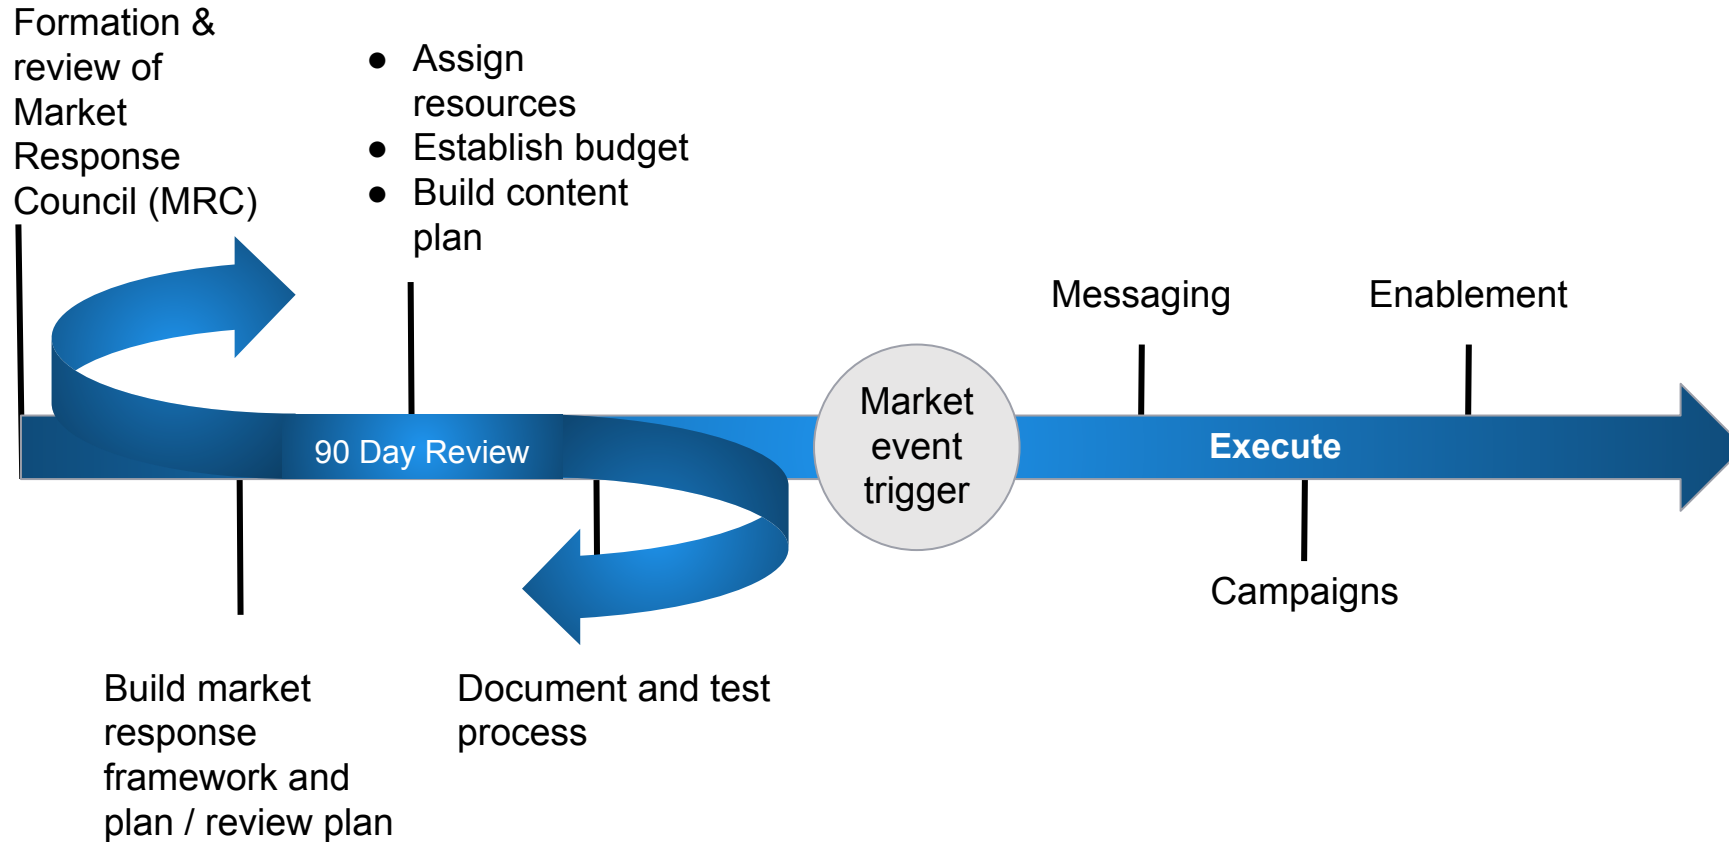 Formation &
review of
Market
Response
Council (MRC)
● Assign
resources
● Establish budget
● Build content
plan
Messaging
Enablement
90 Day Review
Market
event
trigger
Execute
Campaigns
Build market
response
framework and
plan / review plan
Document and test
process